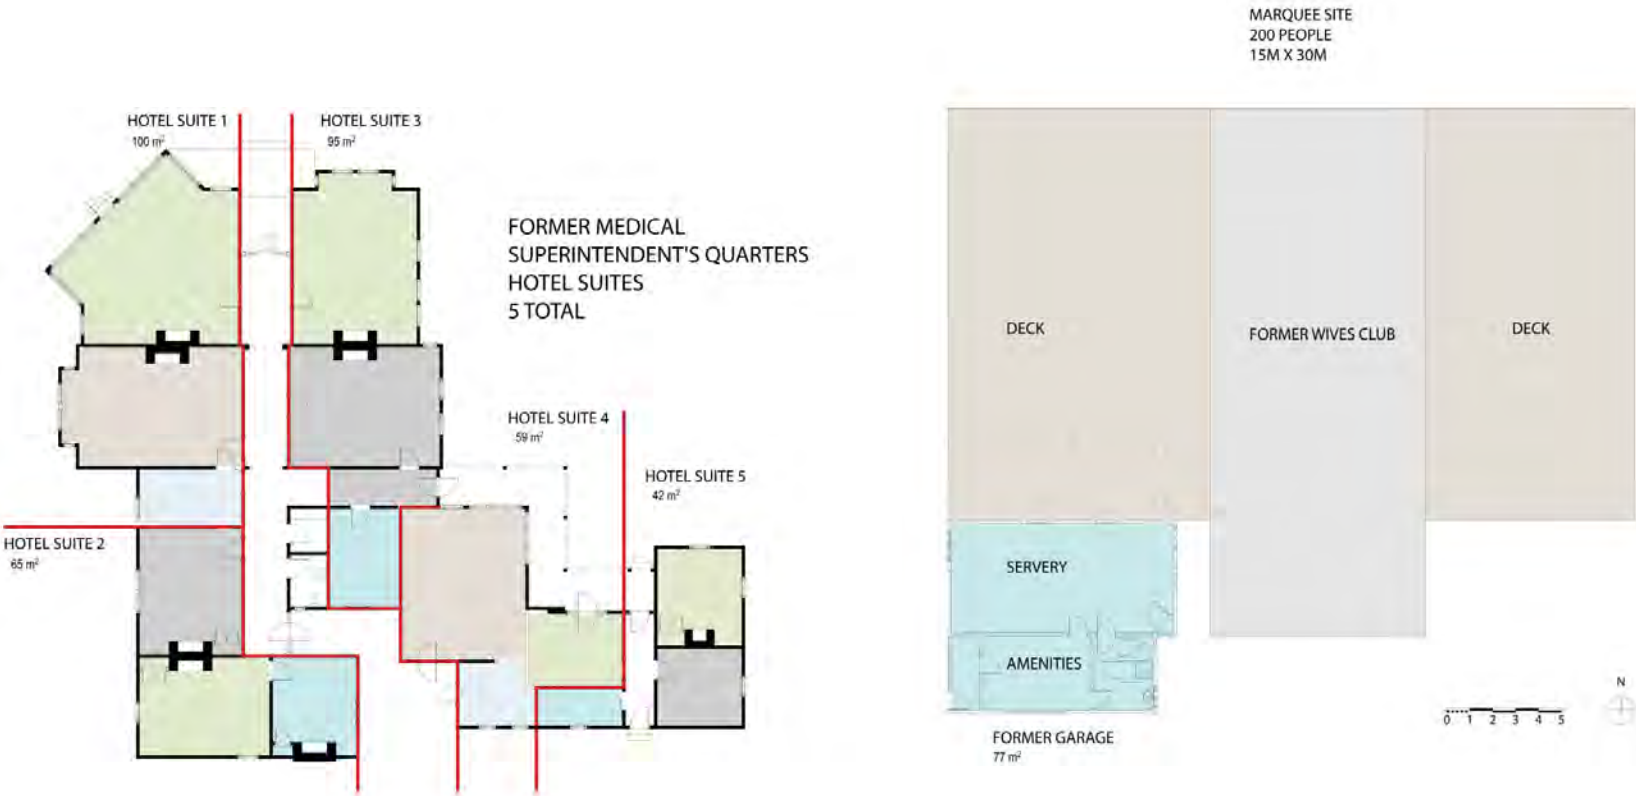 MARQUEE SITE
200 PEOPLE
15M X 30M
HOTEL SUITE 1
100 m²
HOTEL SUITE 3
95 m²
FORMER MEDICAL
SUPERINTENDENT'S QUARTERS
HOTEL SUITES
5 TOTAL
DECK
FORMER WIVES CLUB
DECK
HOTEL SUITE 4
59 m²
HOTEL SUITE 5
42 m²
HOTEL SUITE 2
65 m²
SERVERY
AMENITIES
FORMER GARAGE
77 m²
N
0 1 2 3 4 5